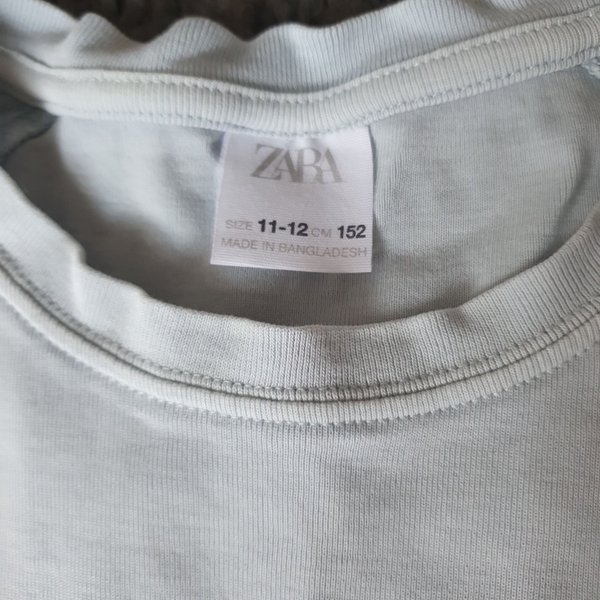 ZARA
SIZE 11-12 CM 152
MADE IN BANGLADESH